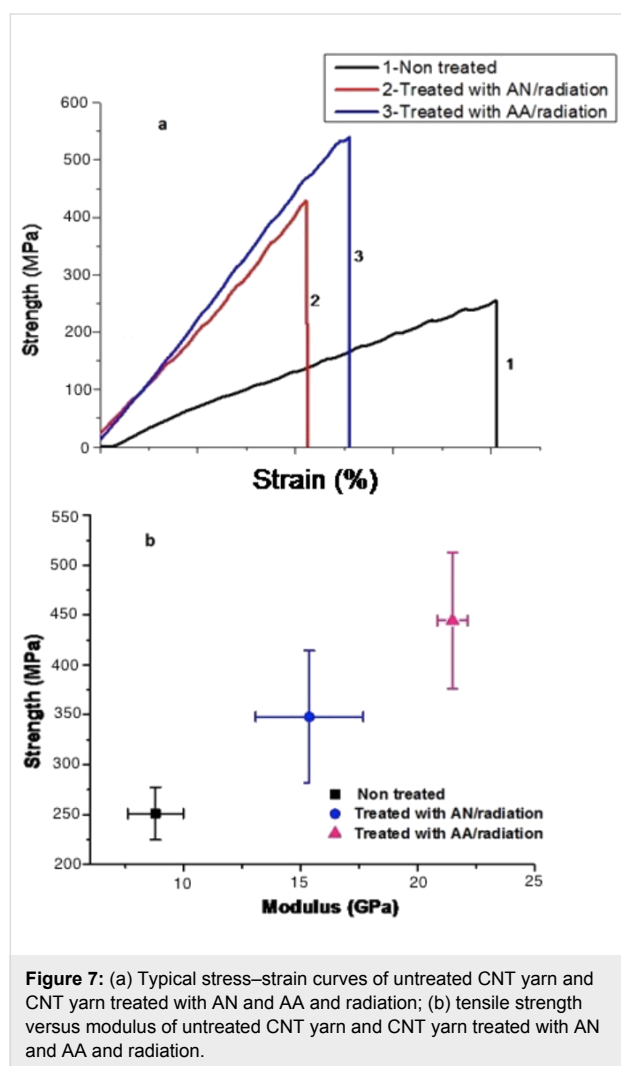 1-Non treated
2-Treated with AN/radiation
3-Treated with AA/radiation
600
a
500
400
3
300
2
200
1
100
0
Strength (MPa)
Strain (%)
550
b
500
450
400
350
300
250
200
Strength (MPa)
Non treated
Treated with AN/radiation
Treated with AA/radiation
10 15 20 25
Modulus (GPa)
Figure 7: (a) Typical stress–strain curves of untreated CNT yarn and
CNT yarn treated with AN and AA and radiation; (b) tensile strength
versus modulus of untreated CNT yarn and CNT yarn treated with AN
and AA and radiation.